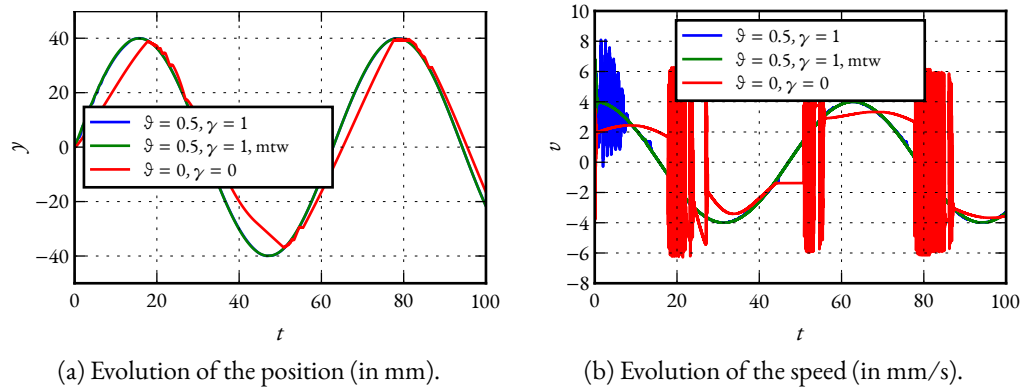 40
20
0
−20
−40
y
ϑ = 0.5, γ = 1
ϑ = 0.5, γ = 1, mtw
ϑ = 0, γ = 0
0 20 40 60 80 100
t
(a) Evolution of the position (in mm).
10
8
6
4
2
0
−2
−4
−6
−8
v
ϑ = 0.5, γ = 1
ϑ = 0.5, γ = 1, mtw
ϑ = 0, γ = 0
0 20 40 60 80 100
t
(b) Evolution of the speed (in mm/s).